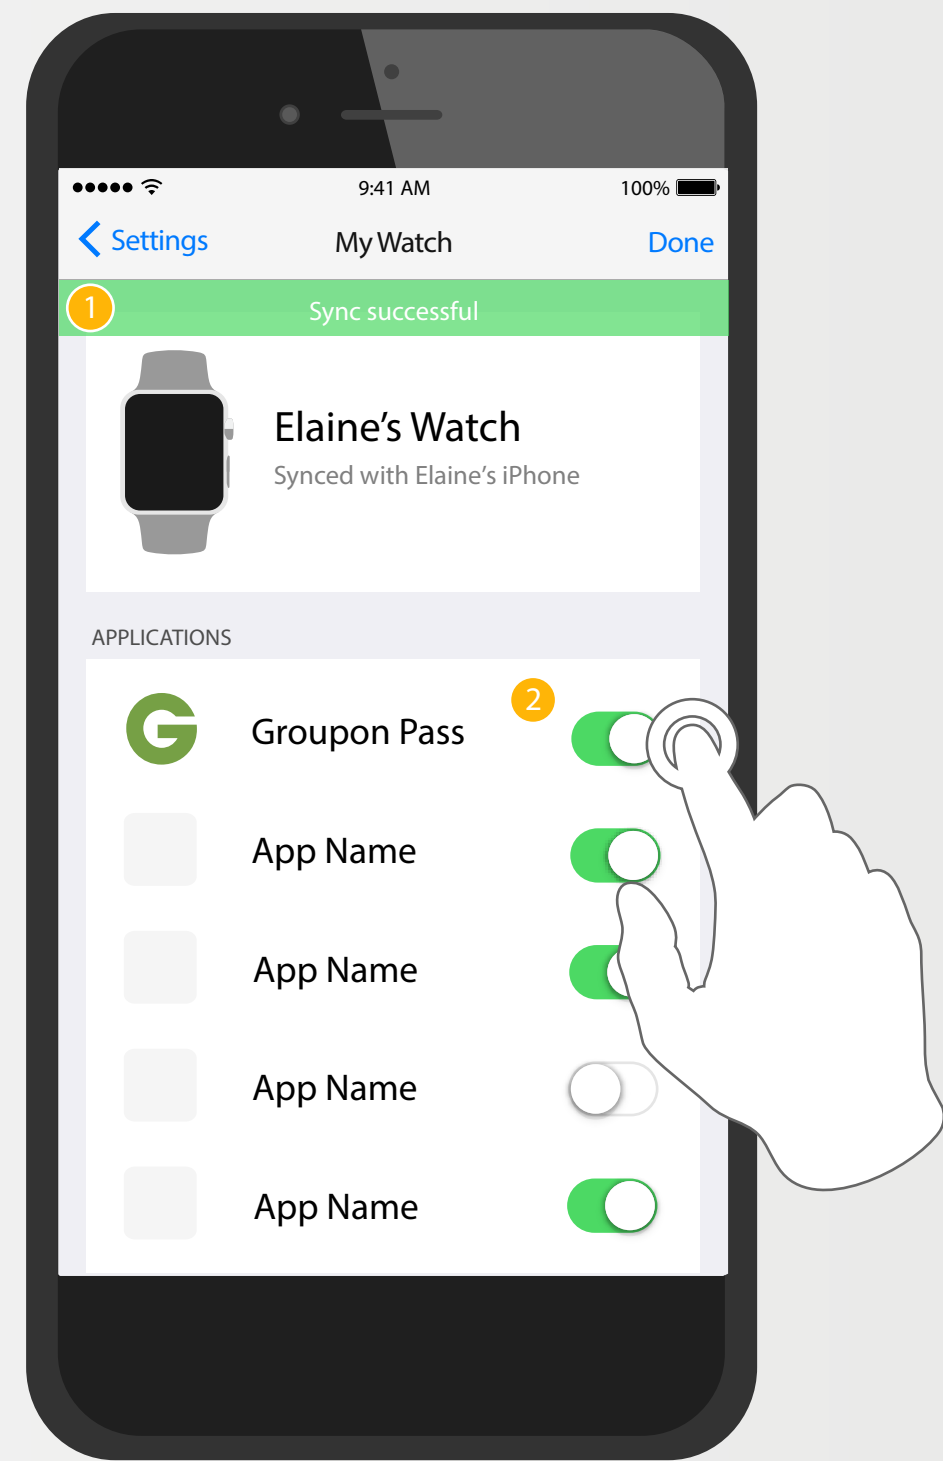 9:41 AM
100%
Settings
My Watch
Done
1
Sync successful
Elaine’s Watch
Synced with Elaine’s iPhone
APPLICATIONS
2
G
Groupon Pass
App Name
App Name
App Name
App Name